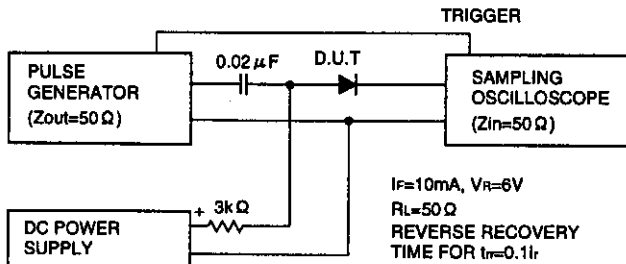 TRIGGER
PULSE
GENERATOR
(Zout=50Ω)
0.02μF
D.U.T
SAMPLING
OSCILLOSCOPE
(Zin=50Ω)
DC POWER
SUPPLY
+
3kΩ
IF=10mA, VR=6V
RL=50Ω
REVERSE RECOVERY
TIME FOR trr=0.1Ir